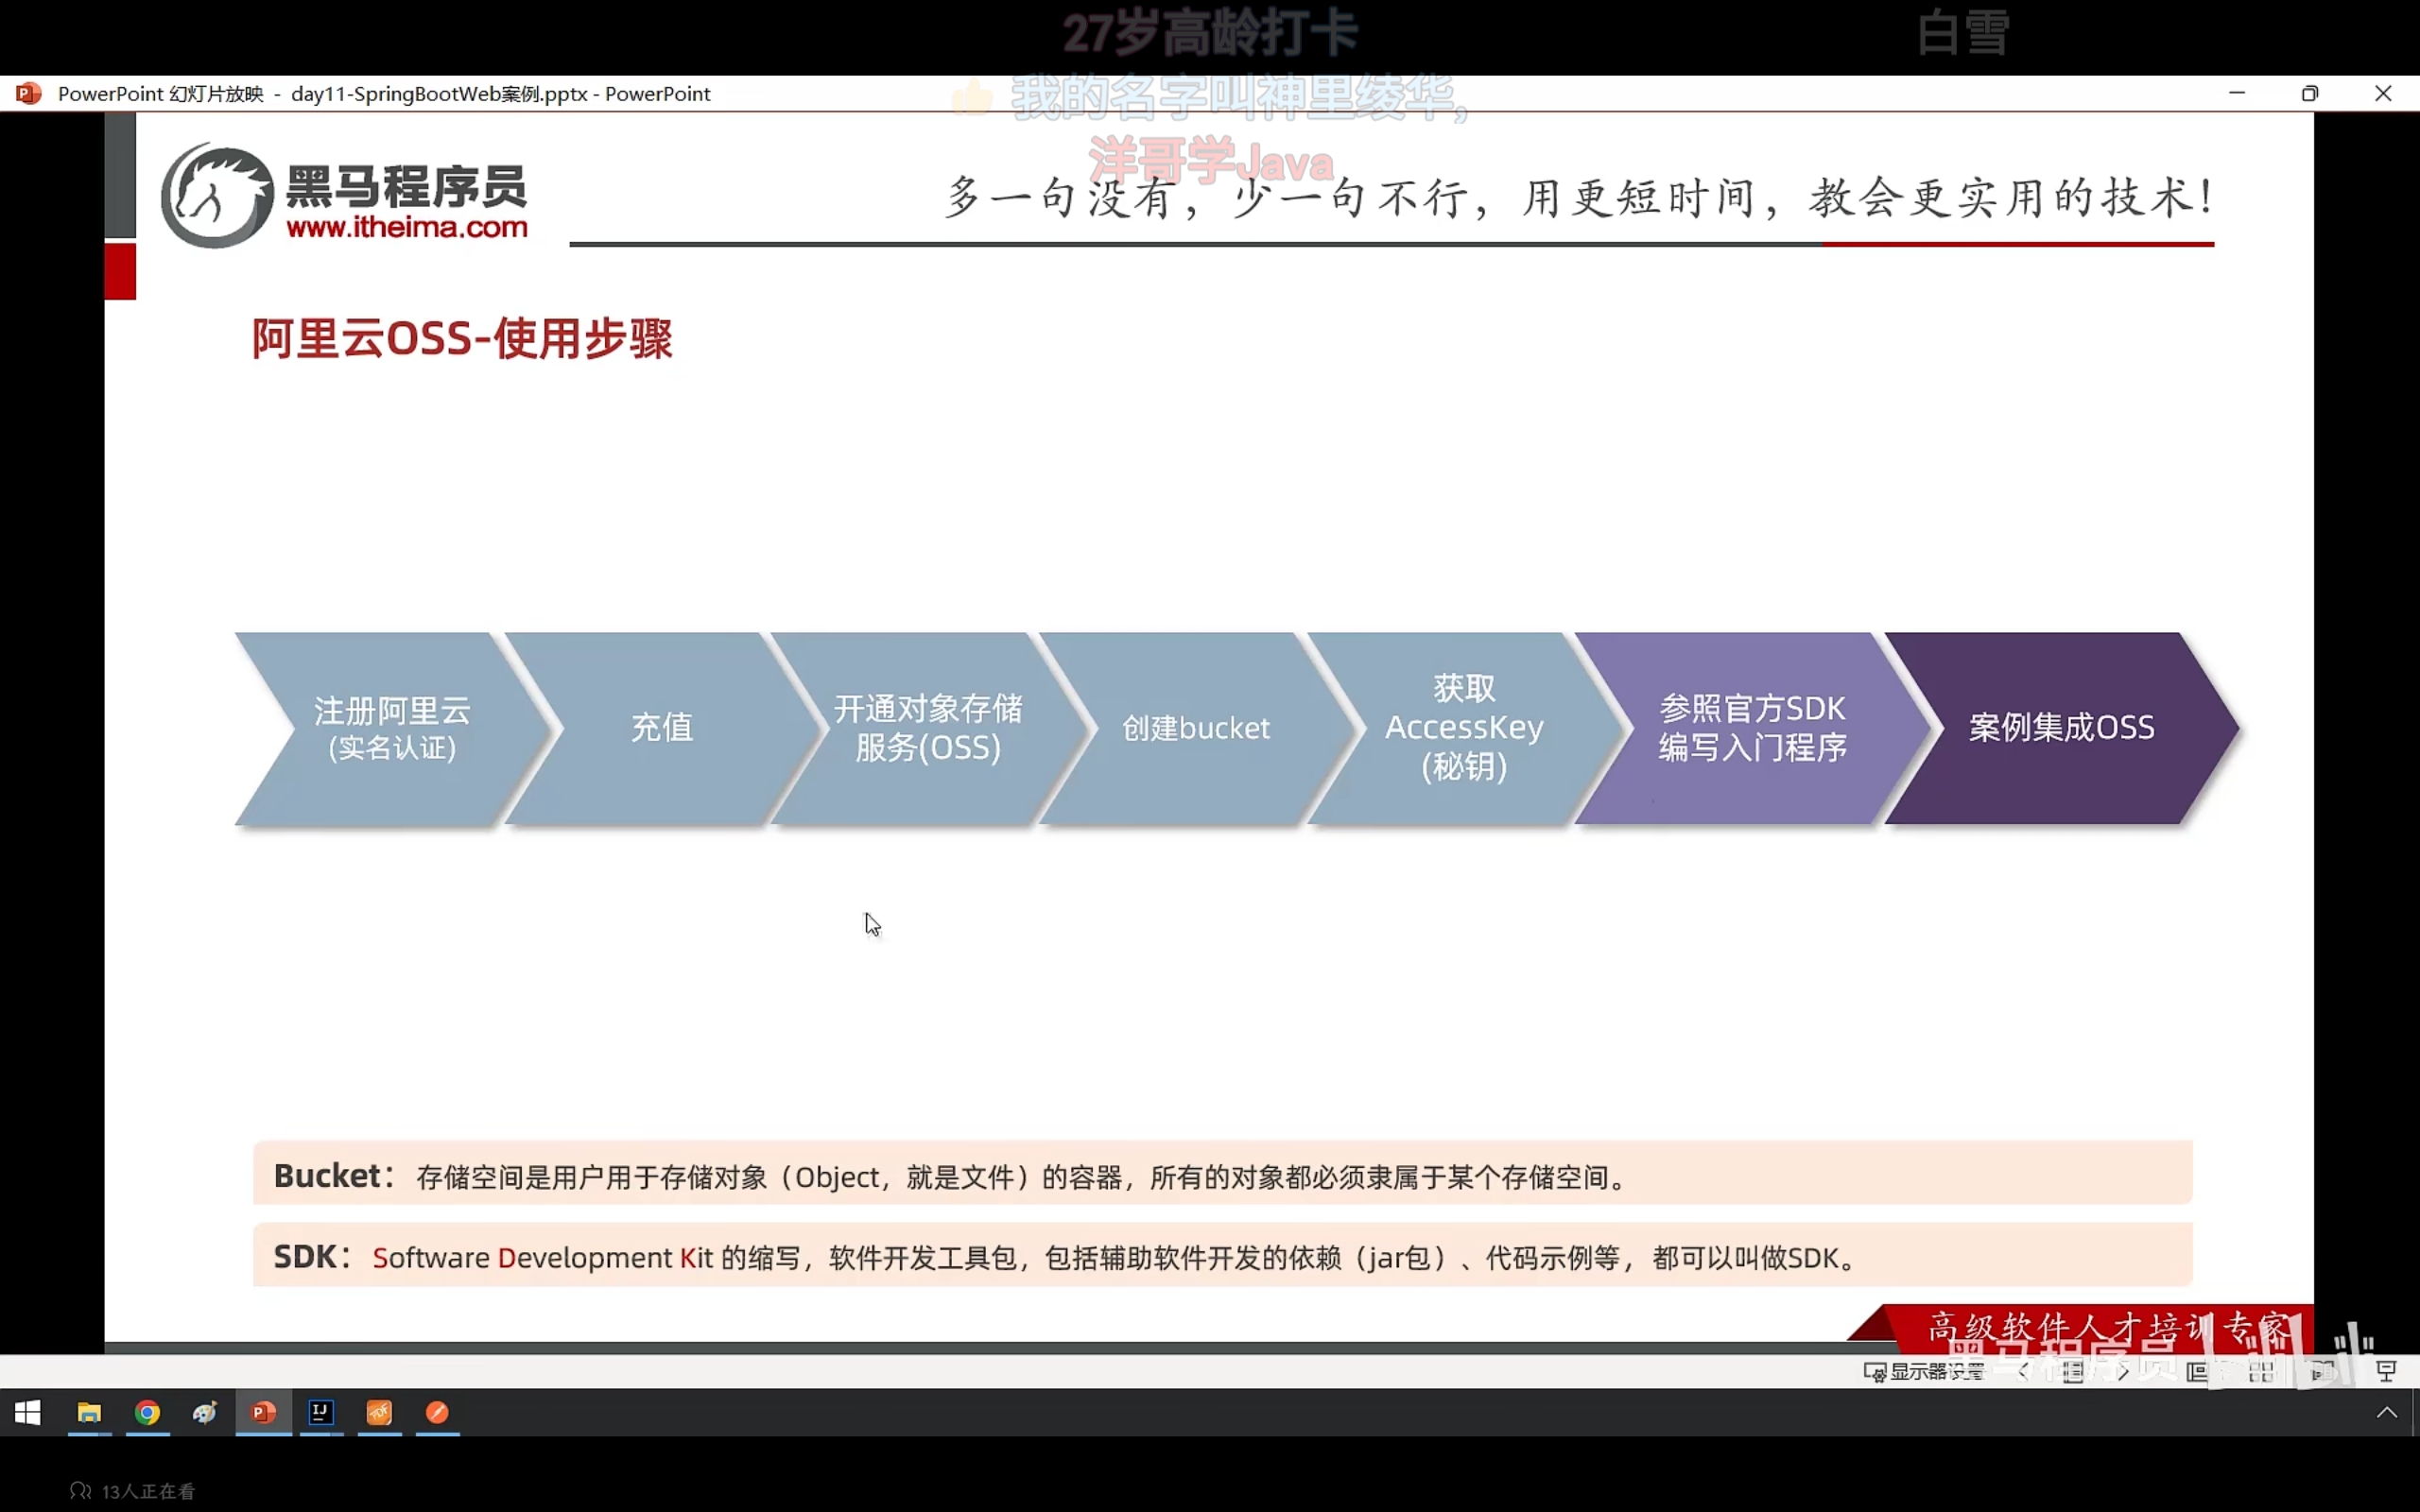 27岁高龄打卡
白雪
PowerPoint 幻灯片放映 - day11-SpringBootWeb案例.pptx - PowerPoint
我的名字叫神里绫华,
洋哥学Java
黑马程序员
www.itheima.com
多一句没有，少一句不行，用更短时间，教会更实用的技术！
阿里云OSS-使用步骤
注册阿里云
(实名认证)
充值
开通对象存储
服务(OSS)
创建bucket
获取
AccessKey
(秘钥)
参照官方SDK
编写入门程序
案例集成OSS
Bucket：存储空间是用户用于存储对象（Object，就是文件）的容器，所有的对象都必须隶属于某个存储空间。
SDK：Software Development Kit 的缩写，软件开发工具包，包括辅助软件开发的依赖（jar包）、代码示例等，都可以叫做SDK。
高级软件人才培训专家
黑马程序员
显示器设置
13人正在看